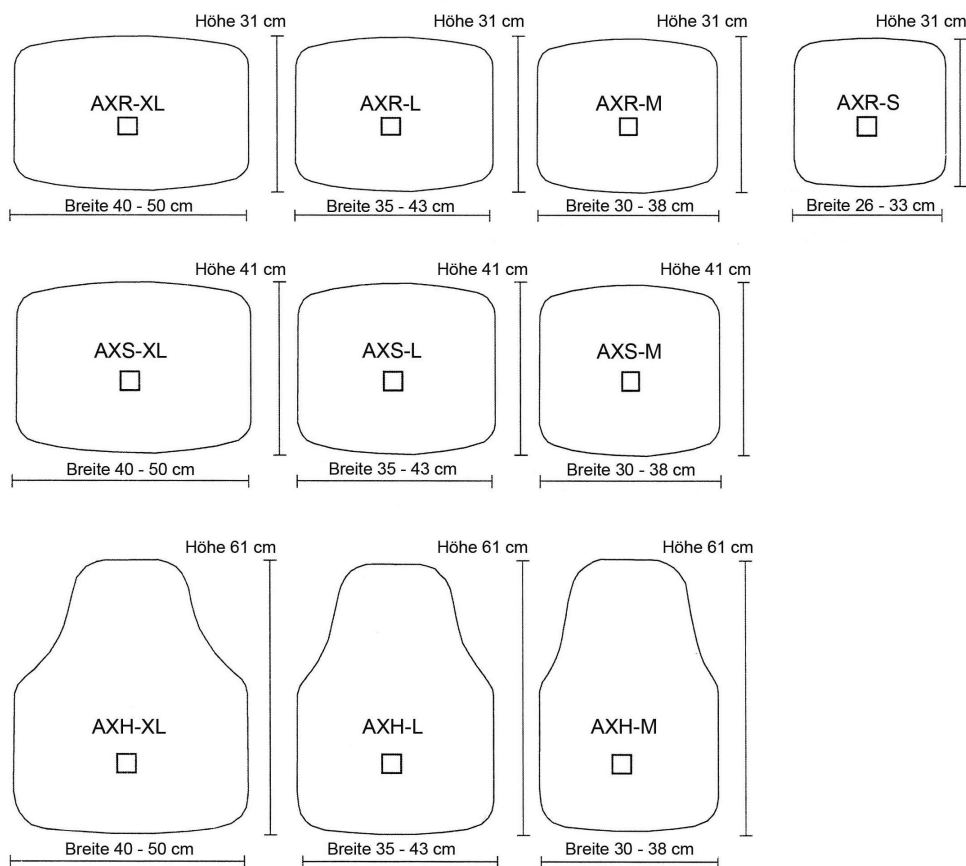 Höhe 31 cm
Höhe 31 cm
Höhe 31 cm
Höhe 31 cm
AXR-XL
AXR-L
AXR-M
AXR-S
Breite 40 - 50 cm
Breite 35 - 43 cm
Breite 30 - 38 cm
Breite 26 - 33 cm
Höhe 41 cm
Höhe 41 cm
Höhe 41 cm
AXS-XL
AXS-L
AXS-M
Breite 40 - 50 cm
Breite 35 - 43 cm
Breite 30 - 38 cm
Höhe 61 cm
Höhe 61 cm
Höhe 61 cm
AXH-XL
AXH-L
AXH-M
Breite 40 - 50 cm
Breite 35 - 43 cm
Breite 30 - 38 cm